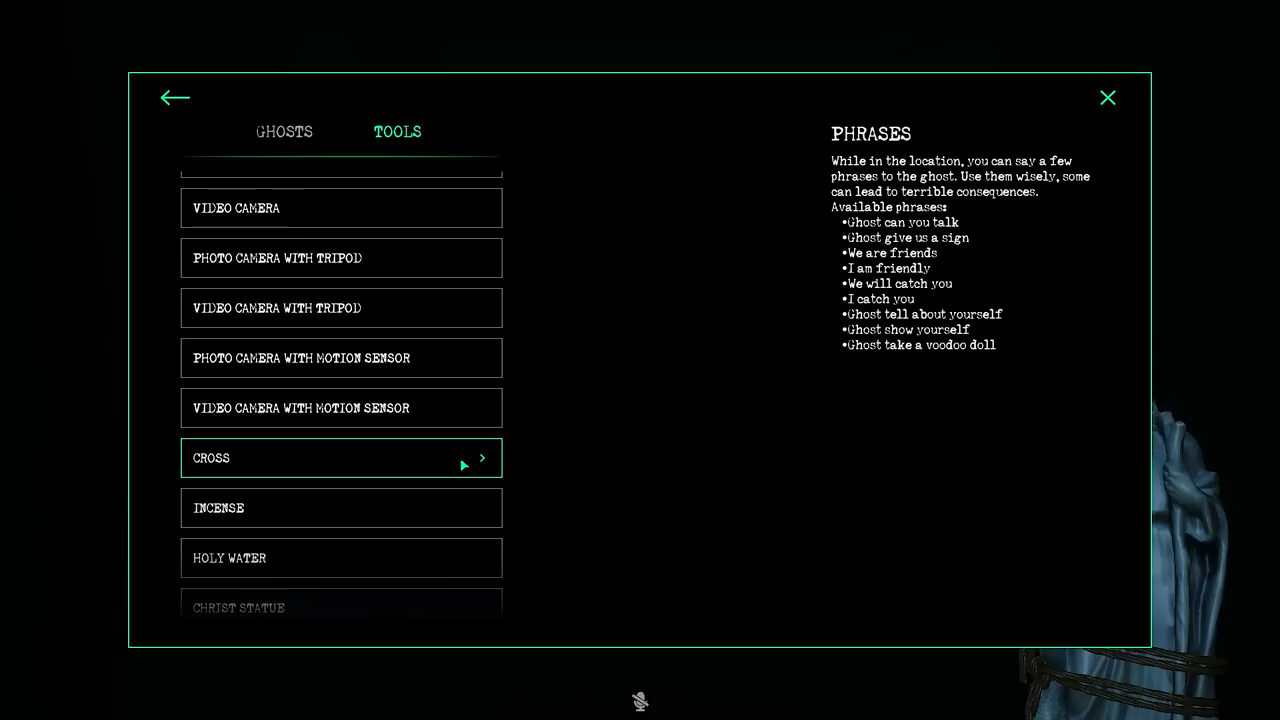 GHOSTS
TOOLS
VIDEO CAMERA
PHOTO CAMERA WITH TRIPOD
VIDEO CAMERA WITH TRIPOD
PHOTO CAMERA WITH MOTION SENSOR
VIDEO CAMERA WITH MOTION SENSOR
CROSS
INCENSE
HOLY WATER
CHRIST STATUE
PHRASES
While in the location, you can say a few
phrases to the ghost. Use them wisely, some
can lead to terrible consequences.
Available phrases:
•Ghost can you talk
•Ghost give us a sign
•We are friends
•I am friendly
•We will catch you
•I catch you
•Ghost tell about yourself
•Ghost show yourself
•Ghost take a voodoo doll